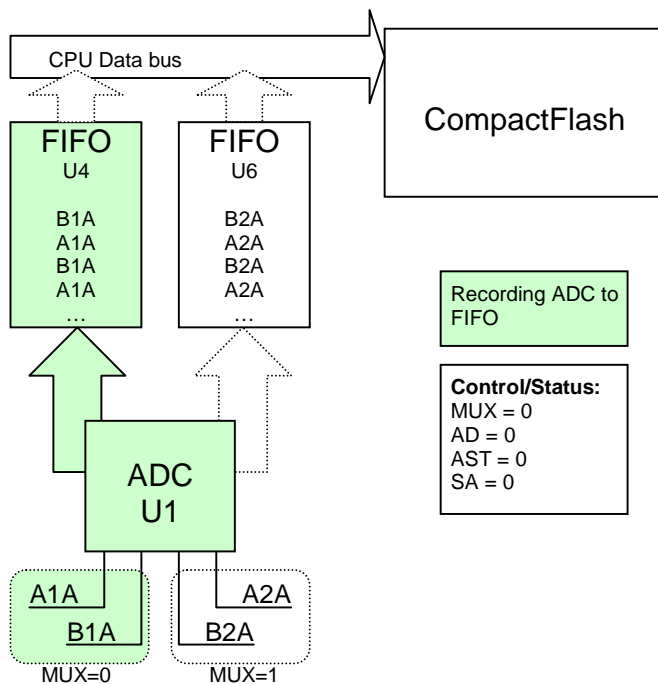 CPU Data bus
CompactFlash
FIFO
U4
B1A
A1A
B1A
A1A
…
FIFO
U6
B2A
A2A
B2A
A2A
…
Recording ADC to
FIFO
Control/Status:
MUX = 0
AD = 0
AST = 0
SA = 0
ADC
U1
A1A
B1A
MUX=0
A2A
B2A
MUX=1